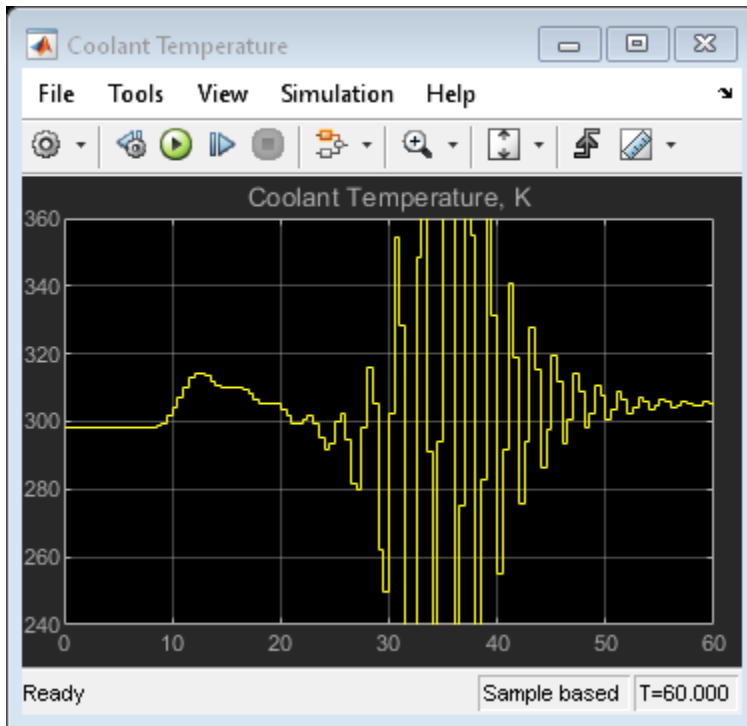 Coolant Temperature
File Tools View Simulation Help
Coolant Temperature, K
360
340
320
300
280
260
240
0 10 20 30 40 50 60
Ready Sample based T=60.000